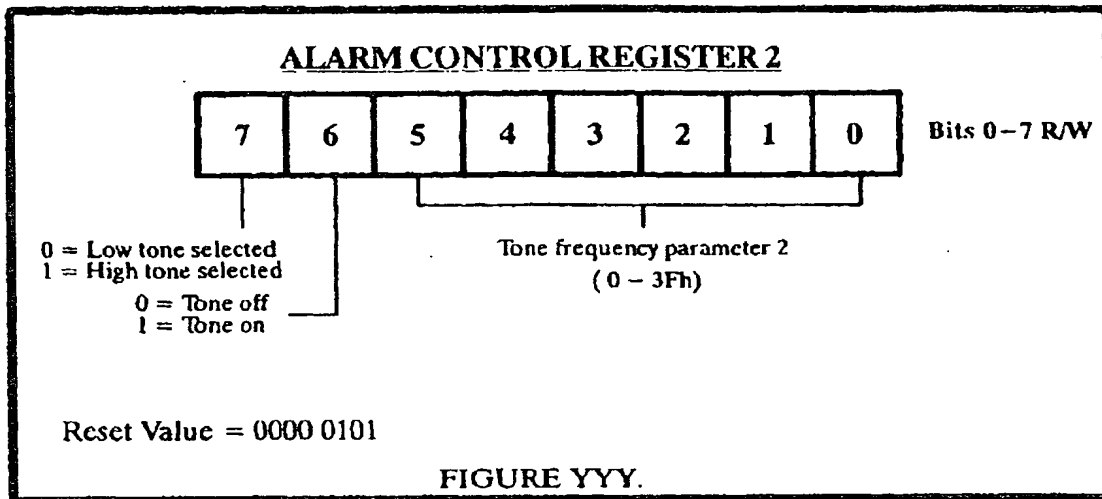 ALARM CONTROL REGISTER 2
7 6 5 4 3 2 1 0 Bits 0–7 R/W
0 = Low tone selected
1 = High tone selected
0 = Tone off
1 = Tone on
Tone frequency parameter 2
( 0 – 3Fh)
Reset Value = 0000 0101
FIGURE YYY.